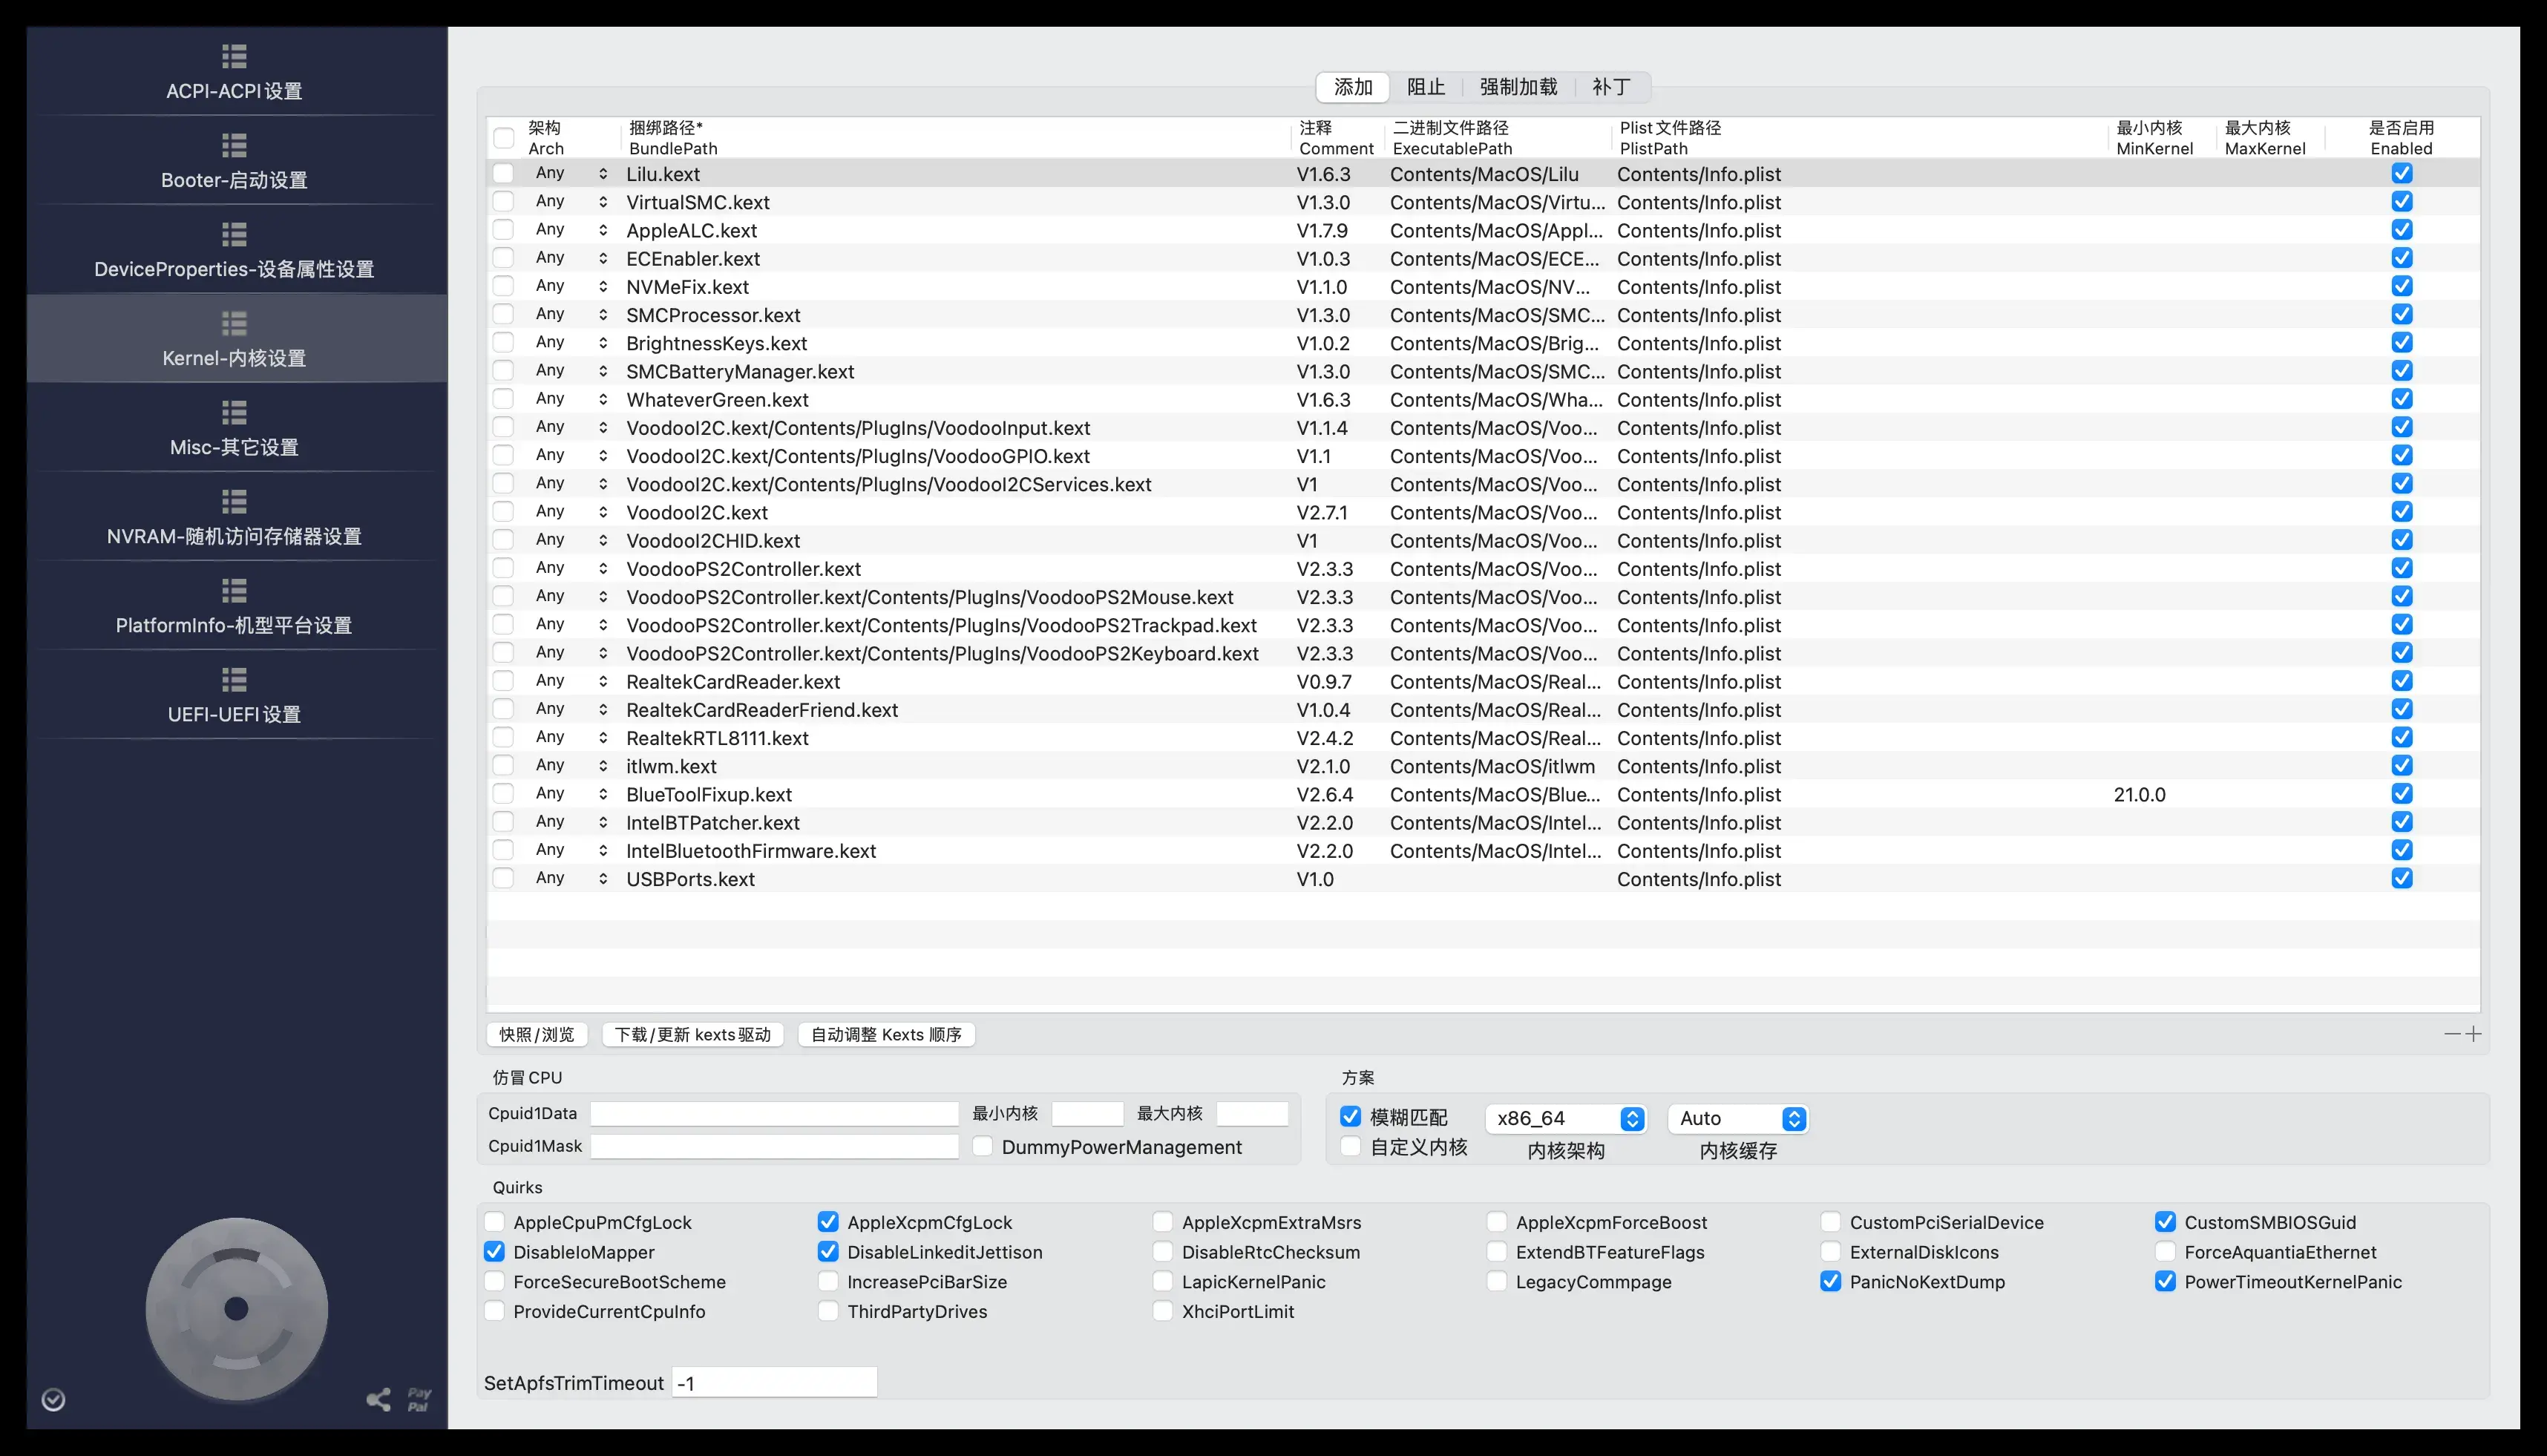 ACPI-ACPI设置
Booter-启动设置
DeviceProperties-设备属性设置
Kernel-内核设置
Misc-其它设置
NVRAM-随机访问存储器设置
PlatformInfo-机型平台设置
UEFI-UEFI设置
Pay
Pal
添加 阻止 强制加载 补丁
架构 捆绑路径* 注释 二进制文件路径 Plist文件路径 最小内核 最大内核 是否启用
Arch BundlePath Comment ExecutablePath PlistPath MinKernel MaxKernel Enabled
Any Lilu.kext V1.6.3 Contents/MacOS/Lilu Contents/Info.plist
Any VirtualSMC.kext V1.3.0 Contents/MacOS/Virtu... Contents/Info.plist
Any AppleALC.kext V1.7.9 Contents/MacOS/Appl... Contents/Info.plist
Any ECEnabler.kext V1.0.3 Contents/MacOS/ECE... Contents/Info.plist
Any NVMeFix.kext V1.1.0 Contents/MacOS/NV... Contents/Info.plist
Any SMCProcessor.kext V1.3.0 Contents/MacOS/SMC... Contents/Info.plist
Any BrightnessKeys.kext V1.0.2 Contents/MacOS/Brig... Contents/Info.plist
Any SMCBatteryManager.kext V1.3.0 Contents/MacOS/SMC... Contents/Info.plist
Any WhateverGreen.kext V1.6.3 Contents/MacOS/Wha... Contents/Info.plist
Any VoodooI2C.kext/Contents/PlugIns/VoodooInput.kext V1.1.4 Contents/MacOS/Voo... Contents/Info.plist
Any VoodooI2C.kext/Contents/PlugIns/VoodooGPIO.kext V1.1 Contents/MacOS/Voo... Contents/Info.plist
Any VoodooI2C.kext/Contents/PlugIns/VoodooI2CServices.kext V1 Contents/MacOS/Voo... Contents/Info.plist
Any VoodooI2C.kext V2.7.1 Contents/MacOS/Voo... Contents/Info.plist
Any VoodooI2CHID.kext V1 Contents/MacOS/Voo... Contents/Info.plist
Any VoodooPS2Controller.kext V2.3.3 Contents/MacOS/Voo... Contents/Info.plist
Any VoodooPS2Controller.kext/Contents/PlugIns/VoodooPS2Mouse.kext V2.3.3 Contents/MacOS/Voo... Contents/Info.plist
Any VoodooPS2Controller.kext/Contents/PlugIns/VoodooPS2Trackpad.kext V2.3.3 Contents/MacOS/Voo... Contents/Info.plist
Any VoodooPS2Controller.kext/Contents/PlugIns/VoodooPS2Keyboard.kext V2.3.3 Contents/MacOS/Voo... Contents/Info.plist
Any RealtekCardReader.kext V0.9.7 Contents/MacOS/Real... Contents/Info.plist
Any RealtekCardReaderFriend.kext V1.0.4 Contents/MacOS/Real... Contents/Info.plist
Any RealtekRTL8111.kext V2.4.2 Contents/MacOS/Real... Contents/Info.plist
Any itlwm.kext V2.1.0 Contents/MacOS/itlwm Contents/Info.plist
Any BlueToolFixup.kext V2.6.4 Contents/MacOS/Blue... Contents/Info.plist 21.0.0
Any IntelBTPatcher.kext V2.2.0 Contents/MacOS/Intel... Contents/Info.plist
Any IntelBluetoothFirmware.kext V2.2.0 Contents/MacOS/Intel... Contents/Info.plist
Any USBPorts.kext V1.0 Contents/Info.plist
快照/浏览 下载/更新 kexts驱动 自动调整 Kexts 顺序
仿冒CPU
Cpuid1Data 最小内核 最大内核
Cpuid1Mask DummyPowerManagement
方案
模糊匹配 x86_64 Auto
自定义内核 内核架构 内核缓存
Quirks
AppleCpuPmCfgLock AppleXcpmCfgLock AppleXcpmExtraMsrs AppleXcpmForceBoost CustomPciSerialDevice CustomSMBIOSGuid
DisableIoMapper DisableLinkeditJettison DisableRtcChecksum ExtendBTFeatureFlags ExternalDiskIcons ForceAquantiaEthernet
ForceSecureBootScheme IncreasePciBarSize LapicKernelPanic LegacyCommpage PanicNoKextDump PowerTimeoutKernelPanic
ProvideCurrentCpuInfo ThirdPartyDrives XhciPortLimit
SetApfsTrimTimeout -1